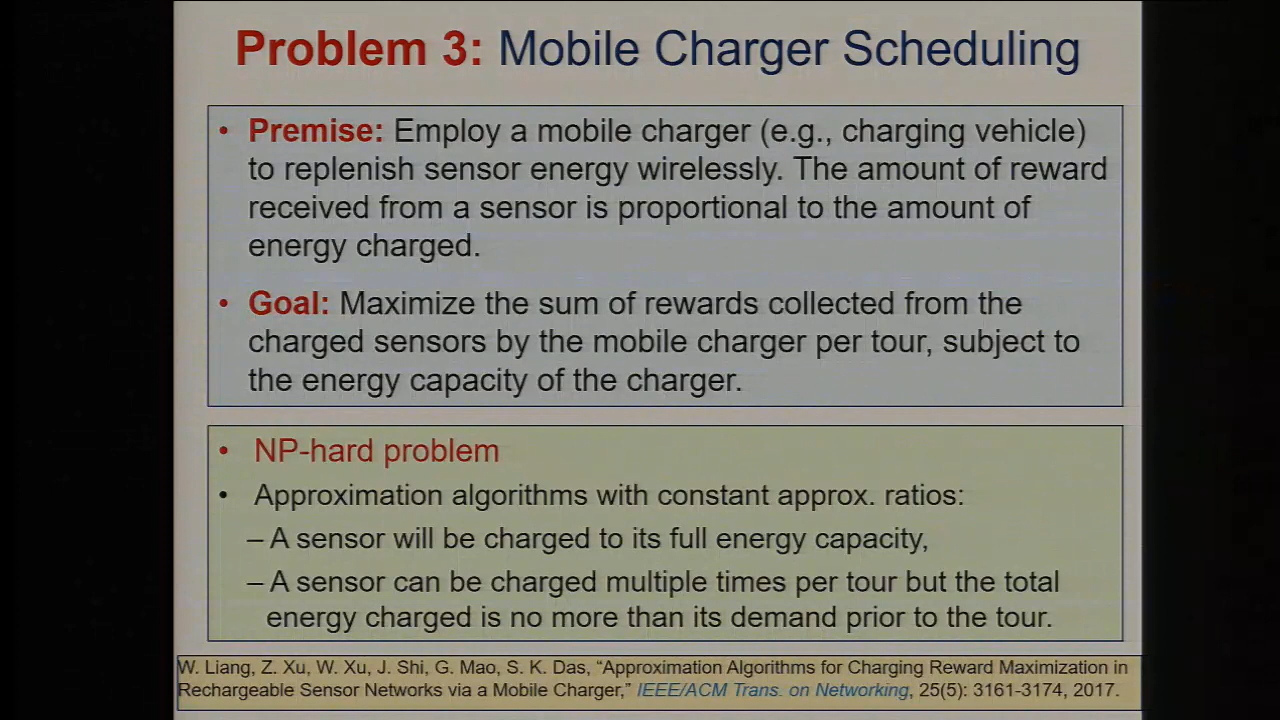 Problem 3: Mobile Charger Scheduling
• Premise: Employ a mobile charger (e.g., charging vehicle)
to replenish sensor energy wirelessly. The amount of reward
received from a sensor is proportional to the amount of
energy charged.
• Goal: Maximize the sum of rewards collected from the
charged sensors by the mobile charger per tour, subject to
the energy capacity of the charger.
• NP-hard problem
• Approximation algorithms with constant approx. ratios:
– A sensor will be charged to its full energy capacity,
– A sensor can be charged multiple times per tour but the total
energy charged is no more than its demand prior to the tour.
W. Liang, Z. Xu, W. Xu, J. Shi, G. Mao, S. K. Das, “Approximation Algorithms for Charging Reward Maximization in
Rechargeable Sensor Networks via a Mobile Charger,” IEEE/ACM Trans. on Networking, 25(5): 3161-3174, 2017.